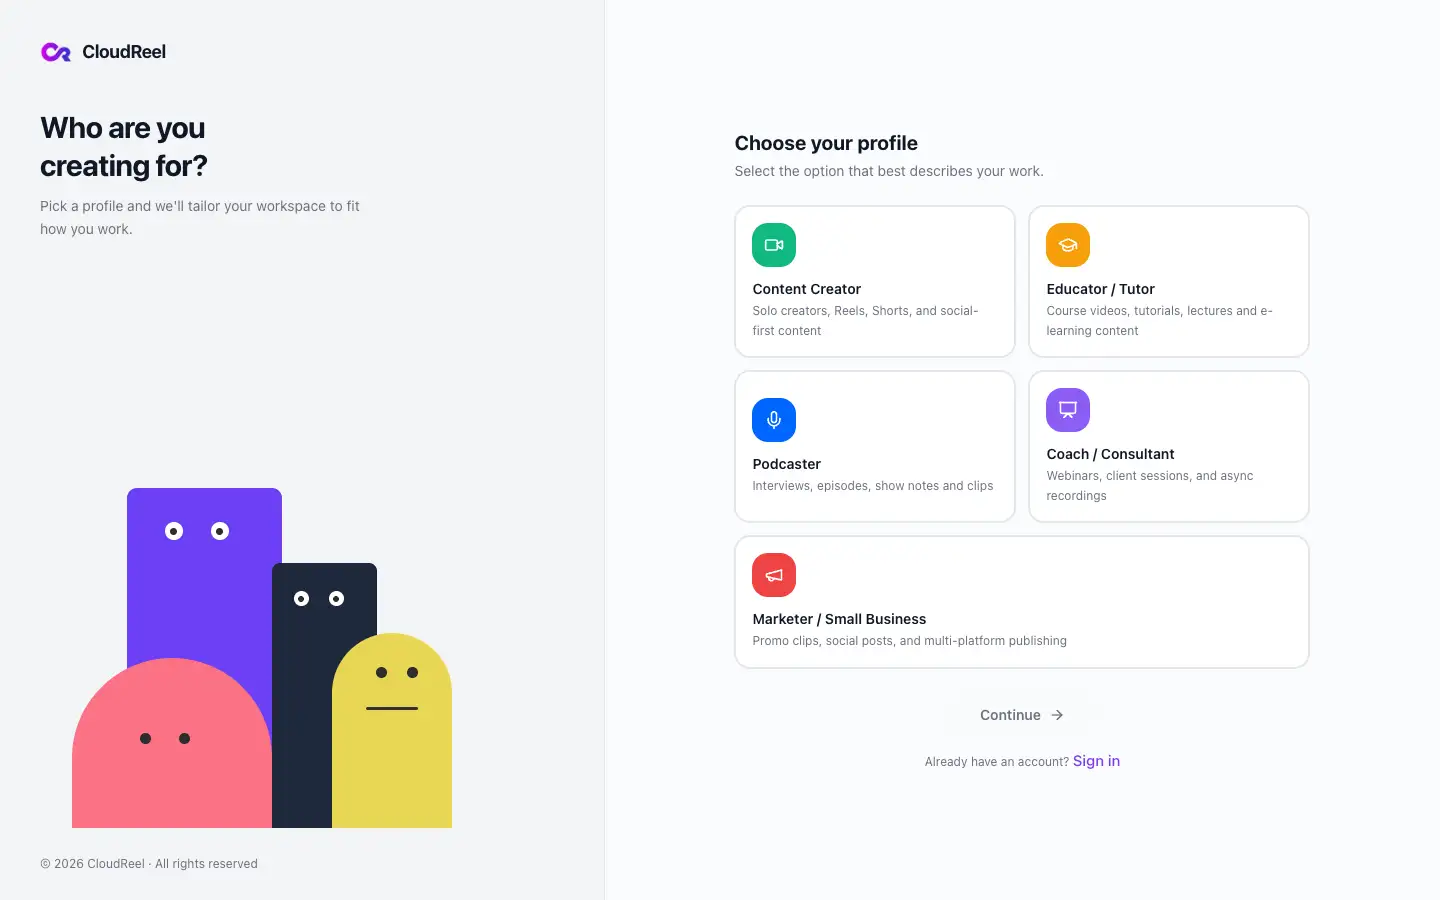 CloudReel
Who are you
creating for?
Pick a profile and we'll tailor your workspace to fit
how you work.
© 2026 CloudReel · All rights reserved
Choose your profile
Select the option that best describes your work.
Content Creator
Solo creators, Reels, Shorts, and social-
first content
Educator / Tutor
Course videos, tutorials, lectures and e-
learning content
Podcaster
Interviews, episodes, show notes and clips
Coach / Consultant
Webinars, client sessions, and async
recordings
Marketer / Small Business
Promo clips, social posts, and multi-platform publishing
Continue
Already have an account? Sign in